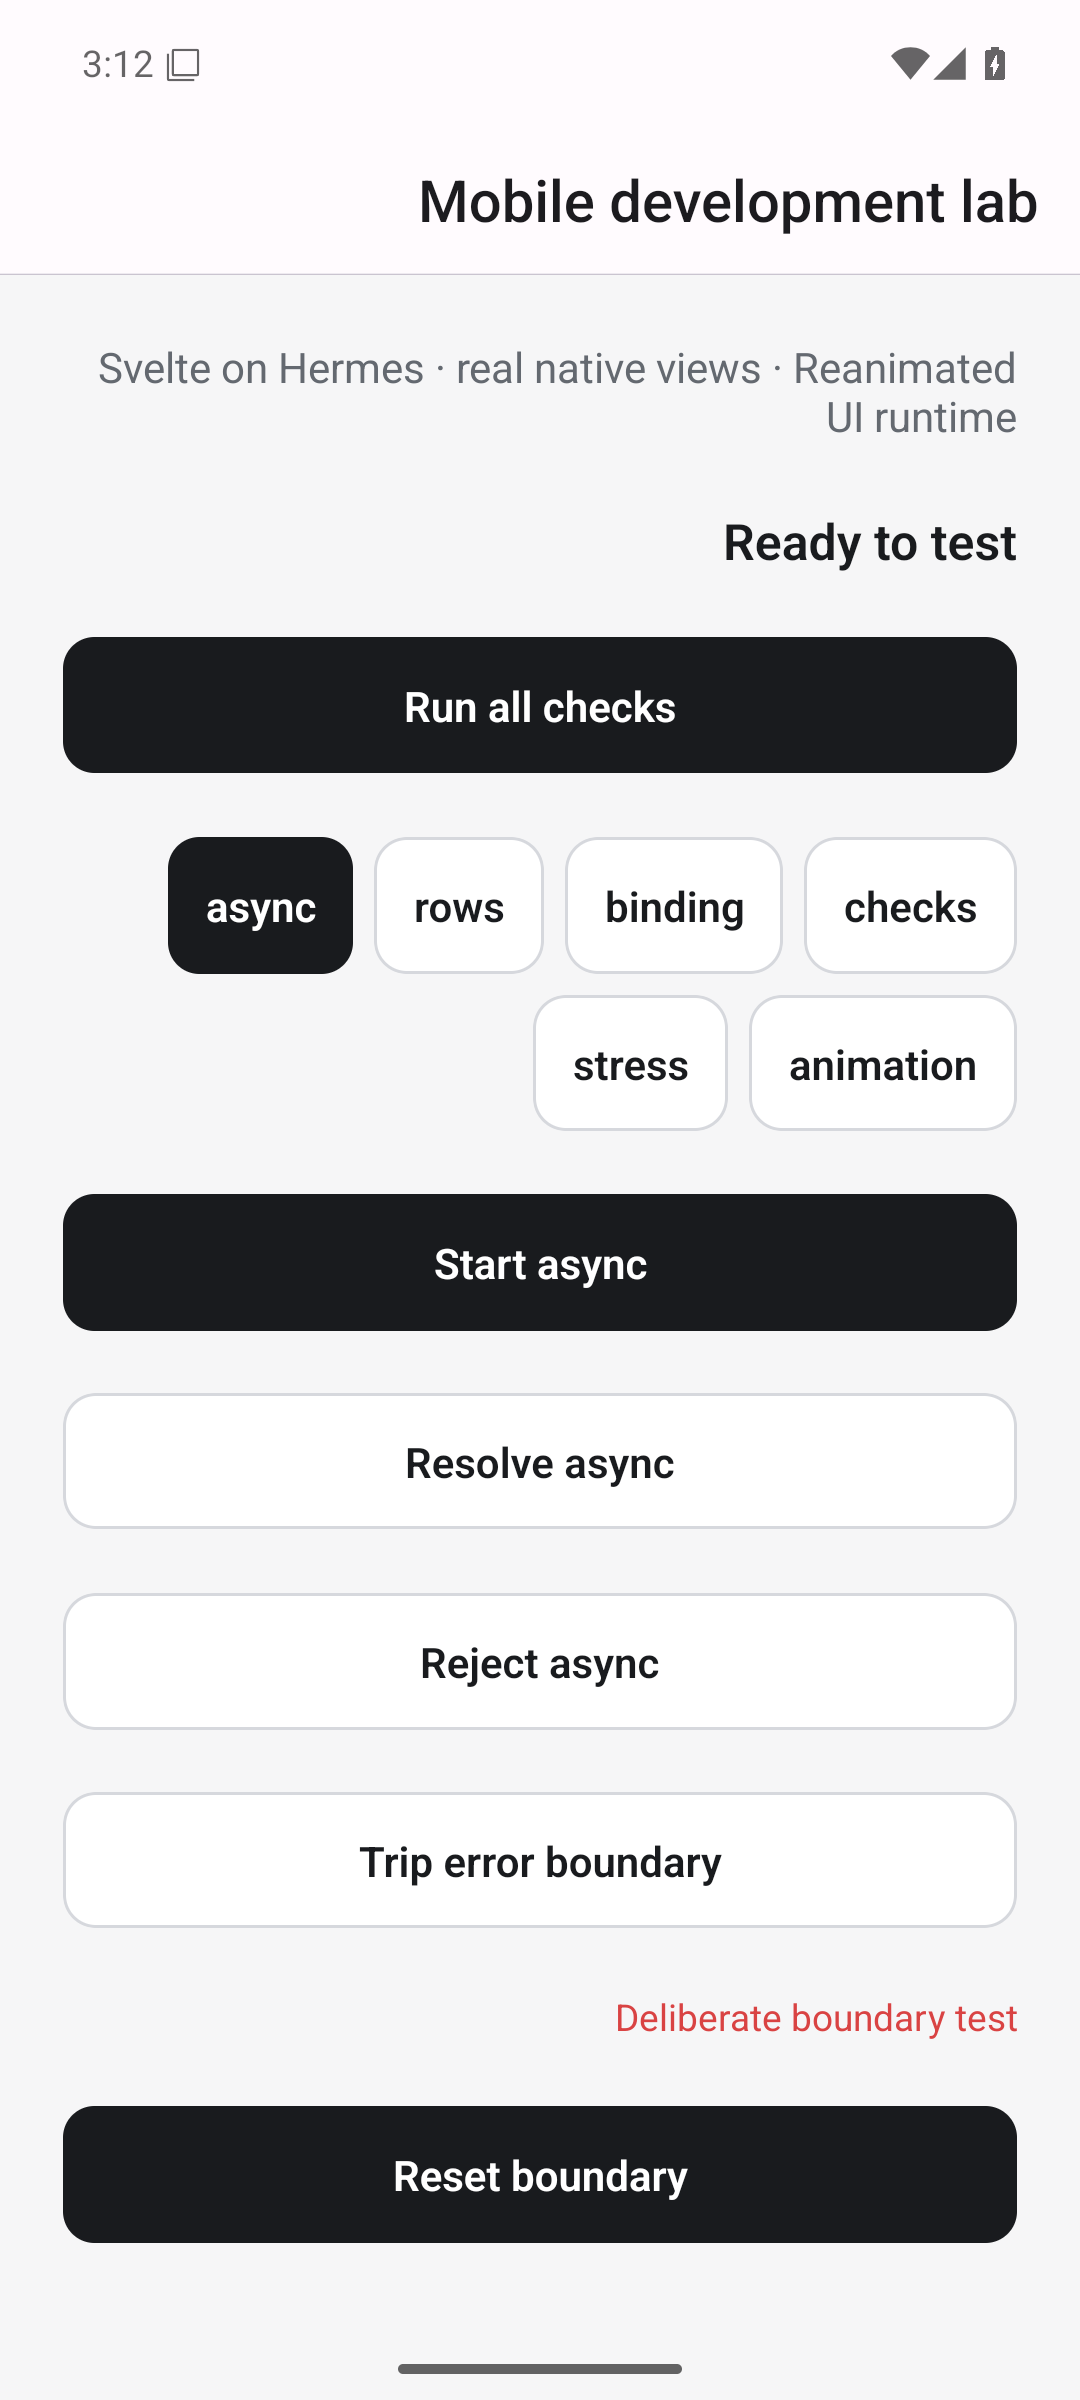 3:12
Mobile development lab
Svelte on Hermes · real native views · Reanimated
UI runtime
Ready to test
Run all checks
async rows binding checks
stress animation
Start async
Resolve async
Reject async
Trip error boundary
Deliberate boundary test
Reset boundary